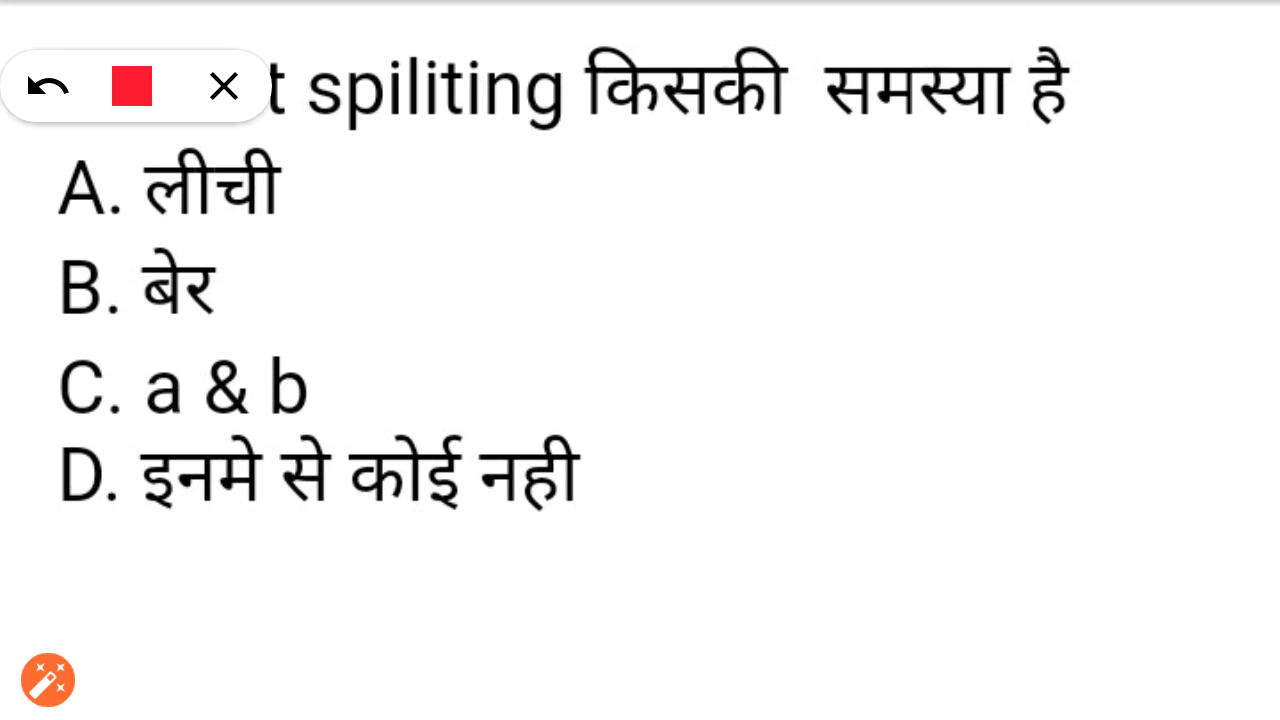 t spiliting किसकी समस्या है
A. लीची
B. बेर
C. a & b
D. इनमे से कोई नही